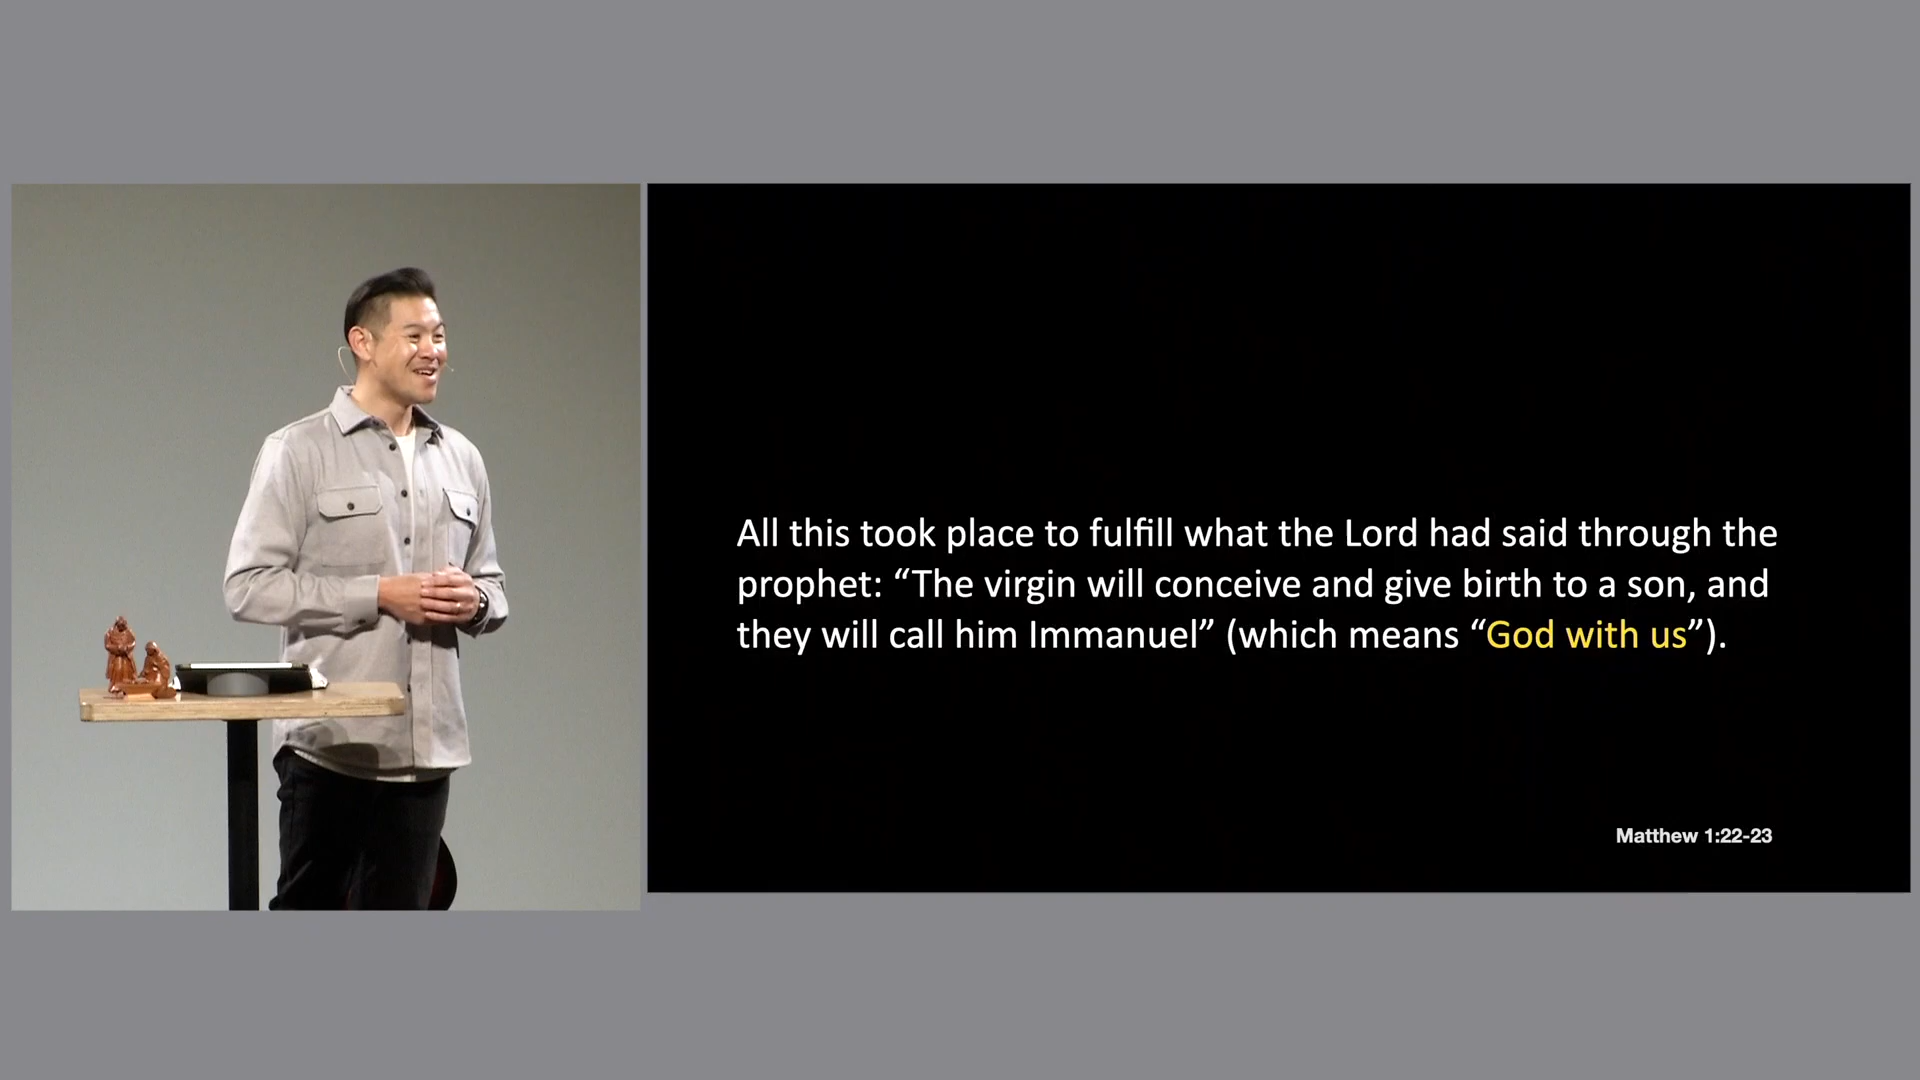 All this took place to fulfill what the Lord had said through the
prophet: “The virgin will conceive and give birth to a son, and
they will call him Immanuel” (which means “God with us”).
Matthew 1:22-23